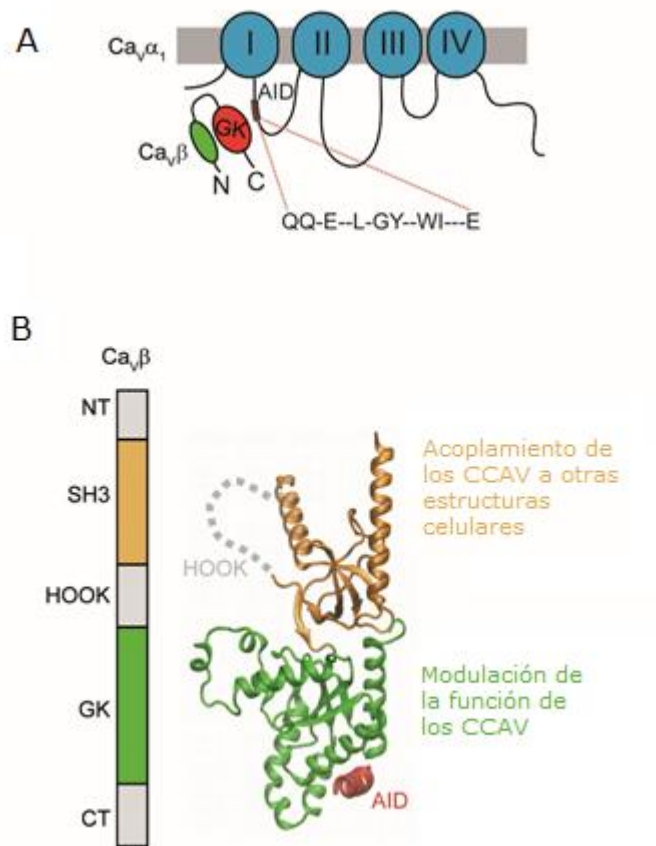 A
Caᵥα₁
I
II
III
IV
AID
GK
Caᵥβ
N
C
QQ-E--L-GY--WI---E
B
Caᵥβ
NT
SH3
HOOK
GK
CT
HOOK
Acoplamiento de
los CCAV a otras
estructuras
celulares
Modulación de
la función de
los CCAV
AID